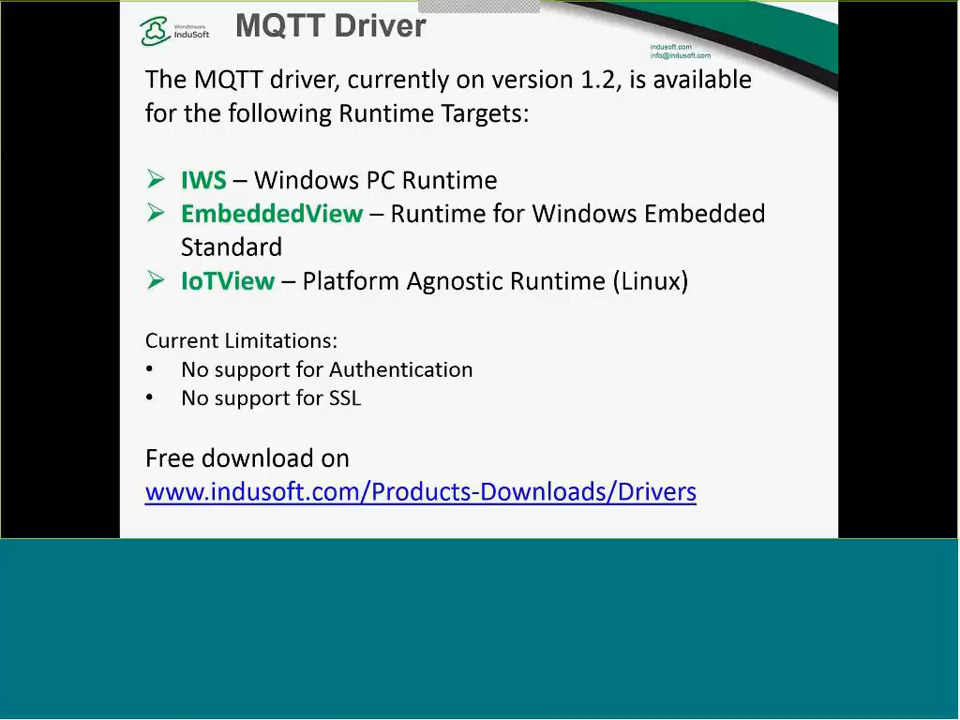 Wonderware
InduSoft
MQTT Driver
indusoft.com
info@indusoft.com
The MQTT driver, currently on version 1.2, is available
for the following Runtime Targets:
➢ IWS – Windows PC Runtime
➢ EmbeddedView – Runtime for Windows Embedded
Standard
➢ IoTView – Platform Agnostic Runtime (Linux)
Current Limitations:
• No support for Authentication
• No support for SSL
Free download on
www.indusoft.com/Products-Downloads/Drivers